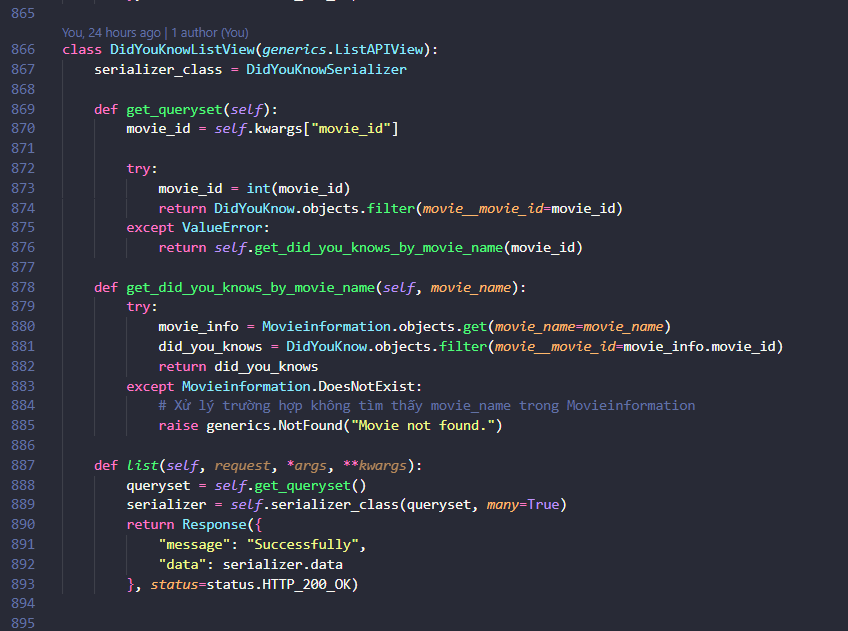 865
You, 24 hours ago | 1 author (You)
866 class DidYouKnowListView(generics.ListAPIView):
867     serializer_class = DidYouKnowSerializer
868
869     def get_queryset(self):
870         movie_id = self.kwargs["movie_id"]
871
872         try:
873             movie_id = int(movie_id)
874             return DidYouKnow.objects.filter(movie__movie_id=movie_id)
875         except ValueError:
876             return self.get_did_you_knows_by_movie_name(movie_id)
877
878     def get_did_you_knows_by_movie_name(self, movie_name):
879         try:
880             movie_info = Movieinformation.objects.get(movie_name=movie_name)
881             did_you_knows = DidYouKnow.objects.filter(movie__movie_id=movie_info.movie_id)
882             return did_you_knows
883         except Movieinformation.DoesNotExist:
884             # Xử lý trường hợp không tìm thấy movie_name trong Movieinformation
885             raise generics.NotFound("Movie not found.")
886
887     def list(self, request, *args, **kwargs):
888         queryset = self.get_queryset()
889         serializer = self.serializer_class(queryset, many=True)
890         return Response({
891             "message": "Successfully",
892             "data": serializer.data
893         }, status=status.HTTP_200_OK)
894
895